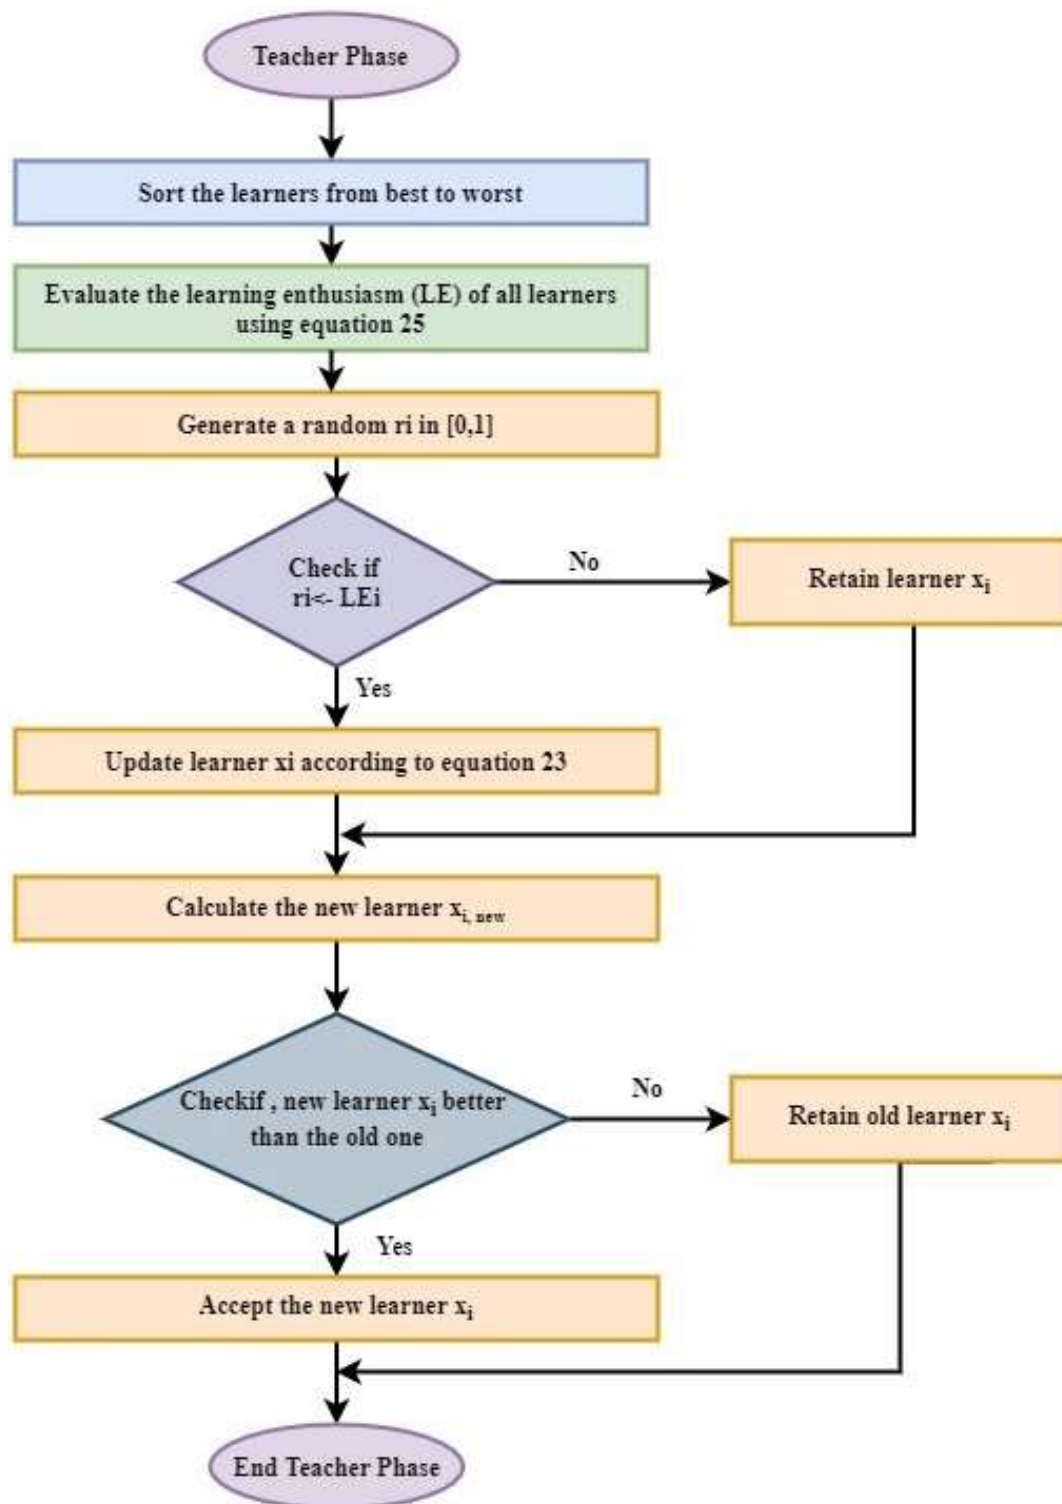 Teacher Phase
Sort the learners from best to worst
Evaluate the learning enthusiasm (LE) of all learners
using equation 25
Generate a random ri in [0,1]
Check if
ri<- LEi
No
Retain learner xᵢ
Yes
Update learner xi according to equation 23
Calculate the new learner xᵢ, ₙₑw
Checkif , new learner xᵢ better
than the old one
No
Retain old learner xᵢ
Yes
Accept the new learner xᵢ
End Teacher Phase